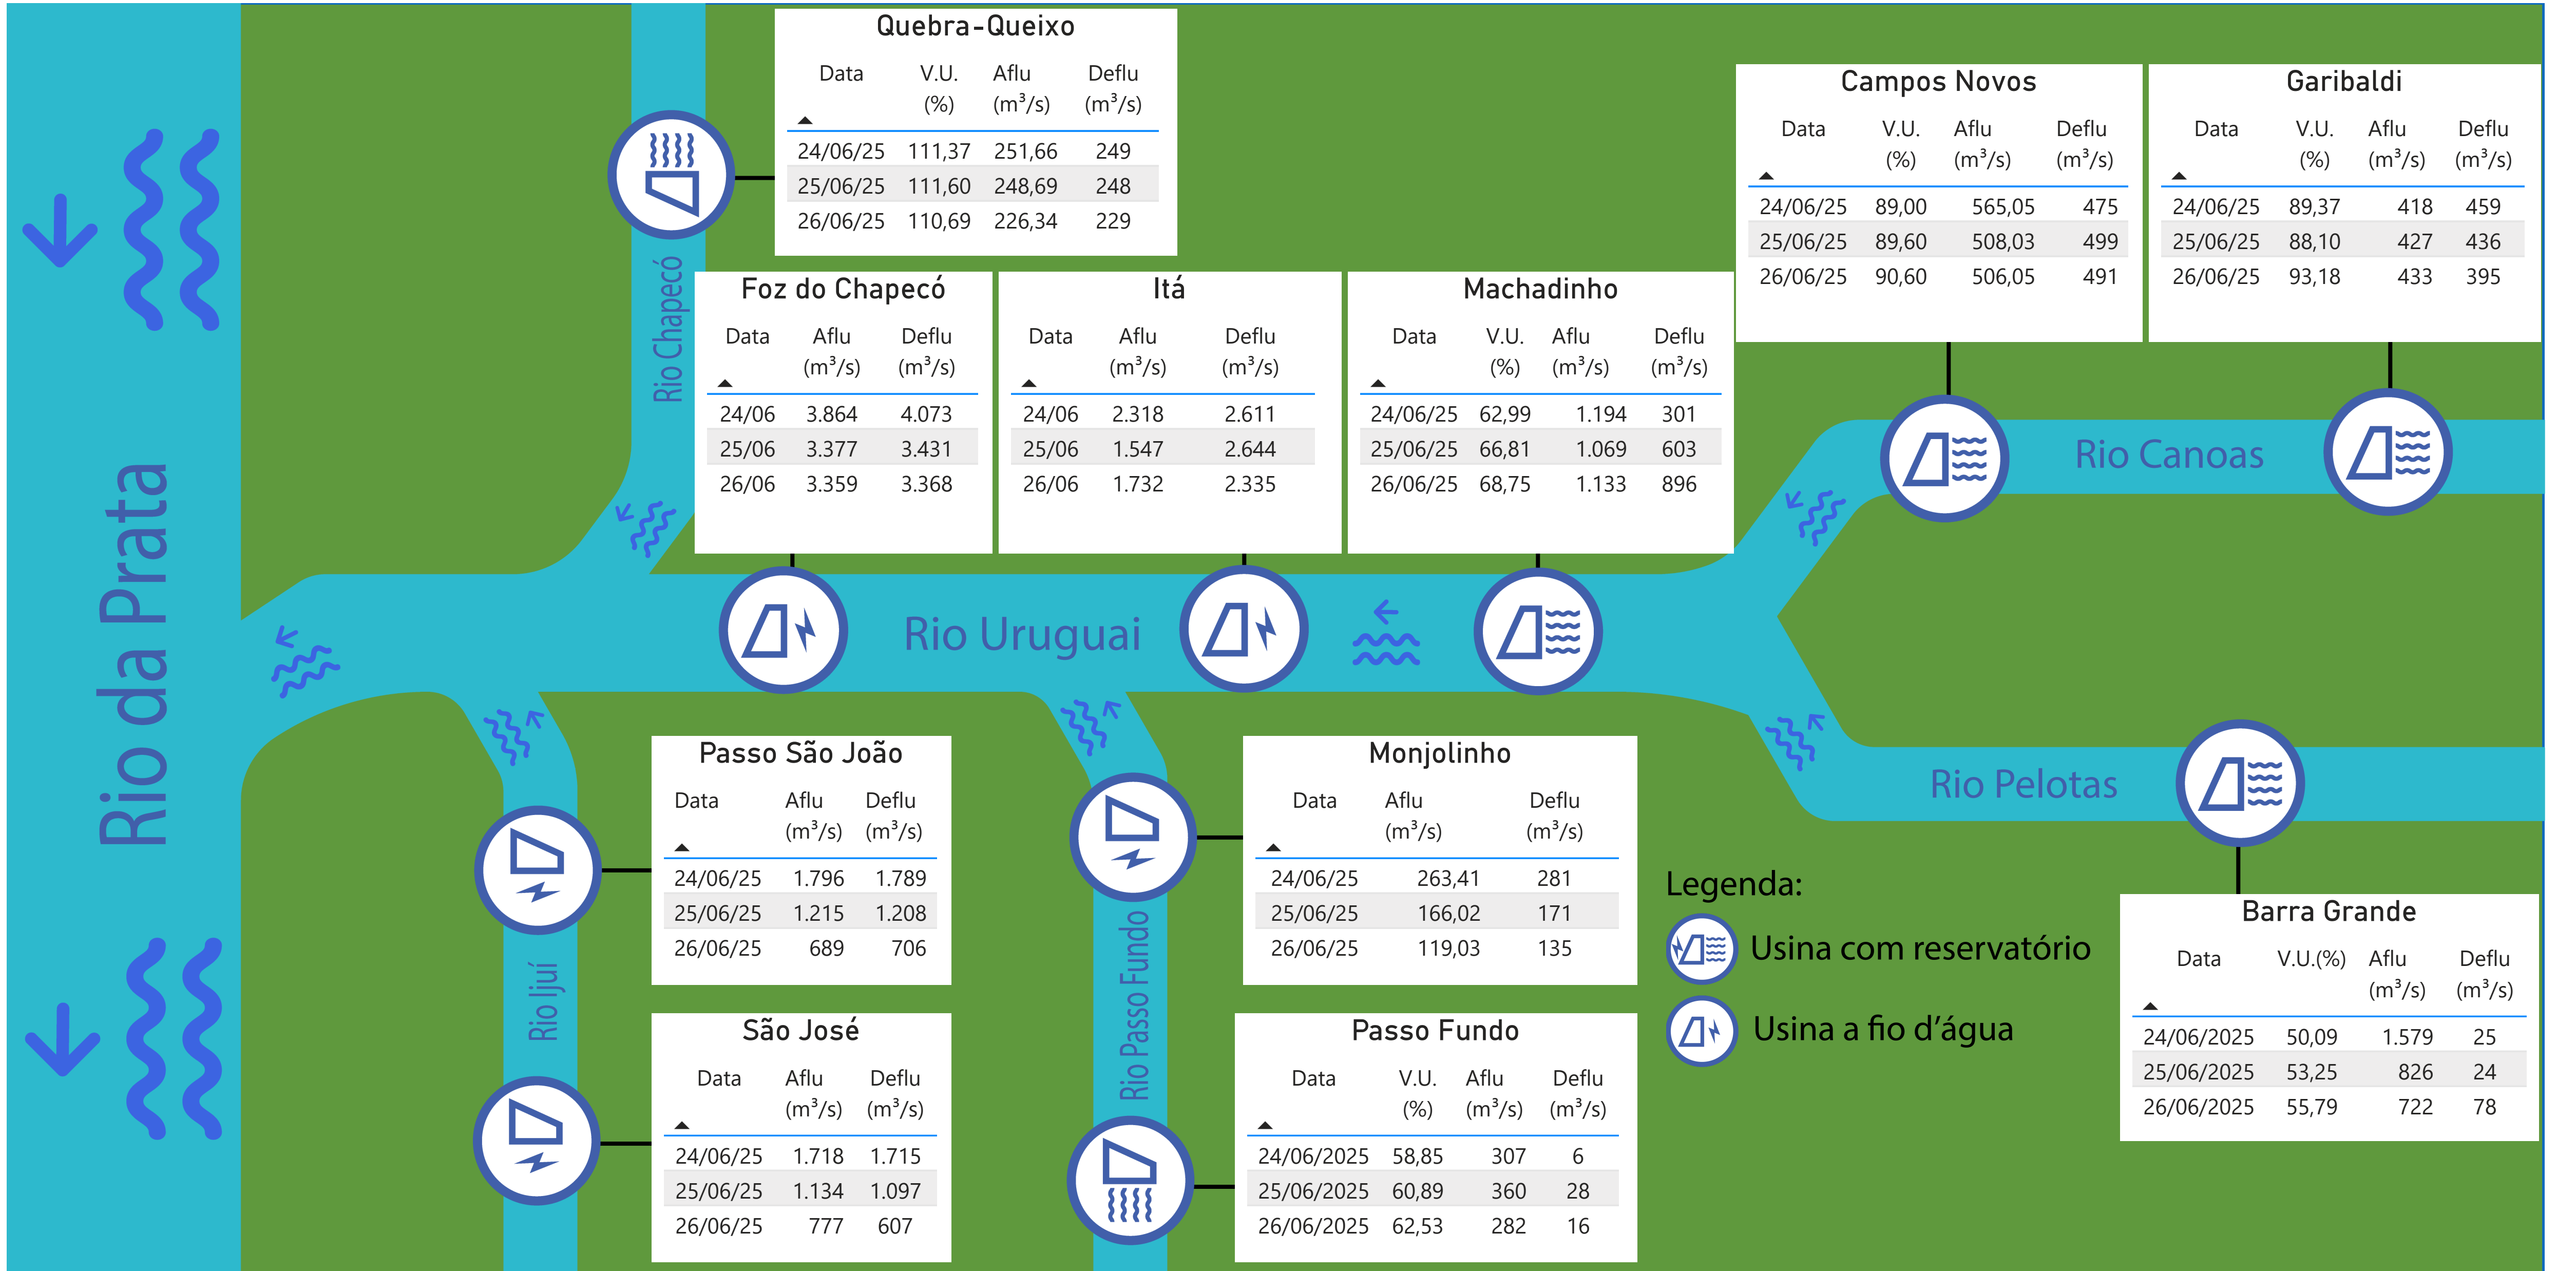 Quebra-Queixo
Data V.U. (%) Aflu (m³/s) Deflu (m³/s)
24/06/25 111,37 251,66 249
25/06/25 111,60 248,69 248
26/06/25 110,69 226,34 229
Campos Novos
Data V.U. (%) Aflu (m³/s) Deflu (m³/s)
24/06/25 89,00 565,05 475
25/06/25 89,60 508,03 499
26/06/25 90,60 506,05 491
Garibaldi
Data V.U. (%) Aflu (m³/s) Deflu (m³/s)
24/06/25 89,37 418 459
25/06/25 88,10 427 436
26/06/25 93,18 433 395
Rio Chapecó
Foz do Chapecó
Data Aflu (m³/s) Deflu (m³/s)
24/06 3.864 4.073
25/06 3.377 3.431
26/06 3.359 3.368
Itá
Data Aflu (m³/s) Deflu (m³/s)
24/06 2.318 2.611
25/06 1.547 2.644
26/06 1.732 2.335
Machadinho
Data V.U. (%) Aflu (m³/s) Deflu (m³/s)
24/06/25 62,99 1.194 301
25/06/25 66,81 1.069 603
26/06/25 68,75 1.133 896
Rio Canoas
Rio da Prata
Rio Uruguai
Rio Pelotas
Passo São João
Data Aflu (m³/s) Deflu (m³/s)
24/06/25 1.796 1.789
25/06/25 1.215 1.208
26/06/25 689 706
Monjolinho
Data Aflu (m³/s) Deflu (m³/s)
24/06/25 263,41 281
25/06/25 166,02 171
26/06/25 119,03 135
Legenda:
Usina com reservatório
Usina a fio d’água
Barra Grande
Data V.U.(%) Aflu (m³/s) Deflu (m³/s)
24/06/2025 50,09 1.579 25
25/06/2025 53,25 826 24
26/06/2025 55,79 722 78
Rio Ijuí
São José
Data Aflu (m³/s) Deflu (m³/s)
24/06/25 1.718 1.715
25/06/25 1.134 1.097
26/06/25 777 607
Rio Passo Fundo
Passo Fundo
Data V.U. (%) Aflu (m³/s) Deflu (m³/s)
24/06/2025 58,85 307 6
25/06/2025 60,89 360 28
26/06/2025 62,53 282 16